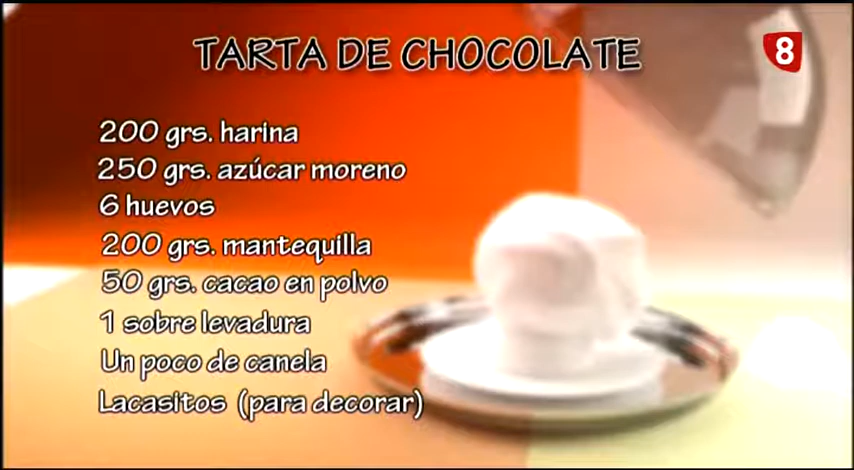 TARTA DE CHOCOLATE
8
200 grs. harina
250 grs. azúcar moreno
6 huevos
200 grs. mantequilla
50 grs. cacao en polvo
1 sobre levadura
Un poco de canela
Lacasitos (para decorar)